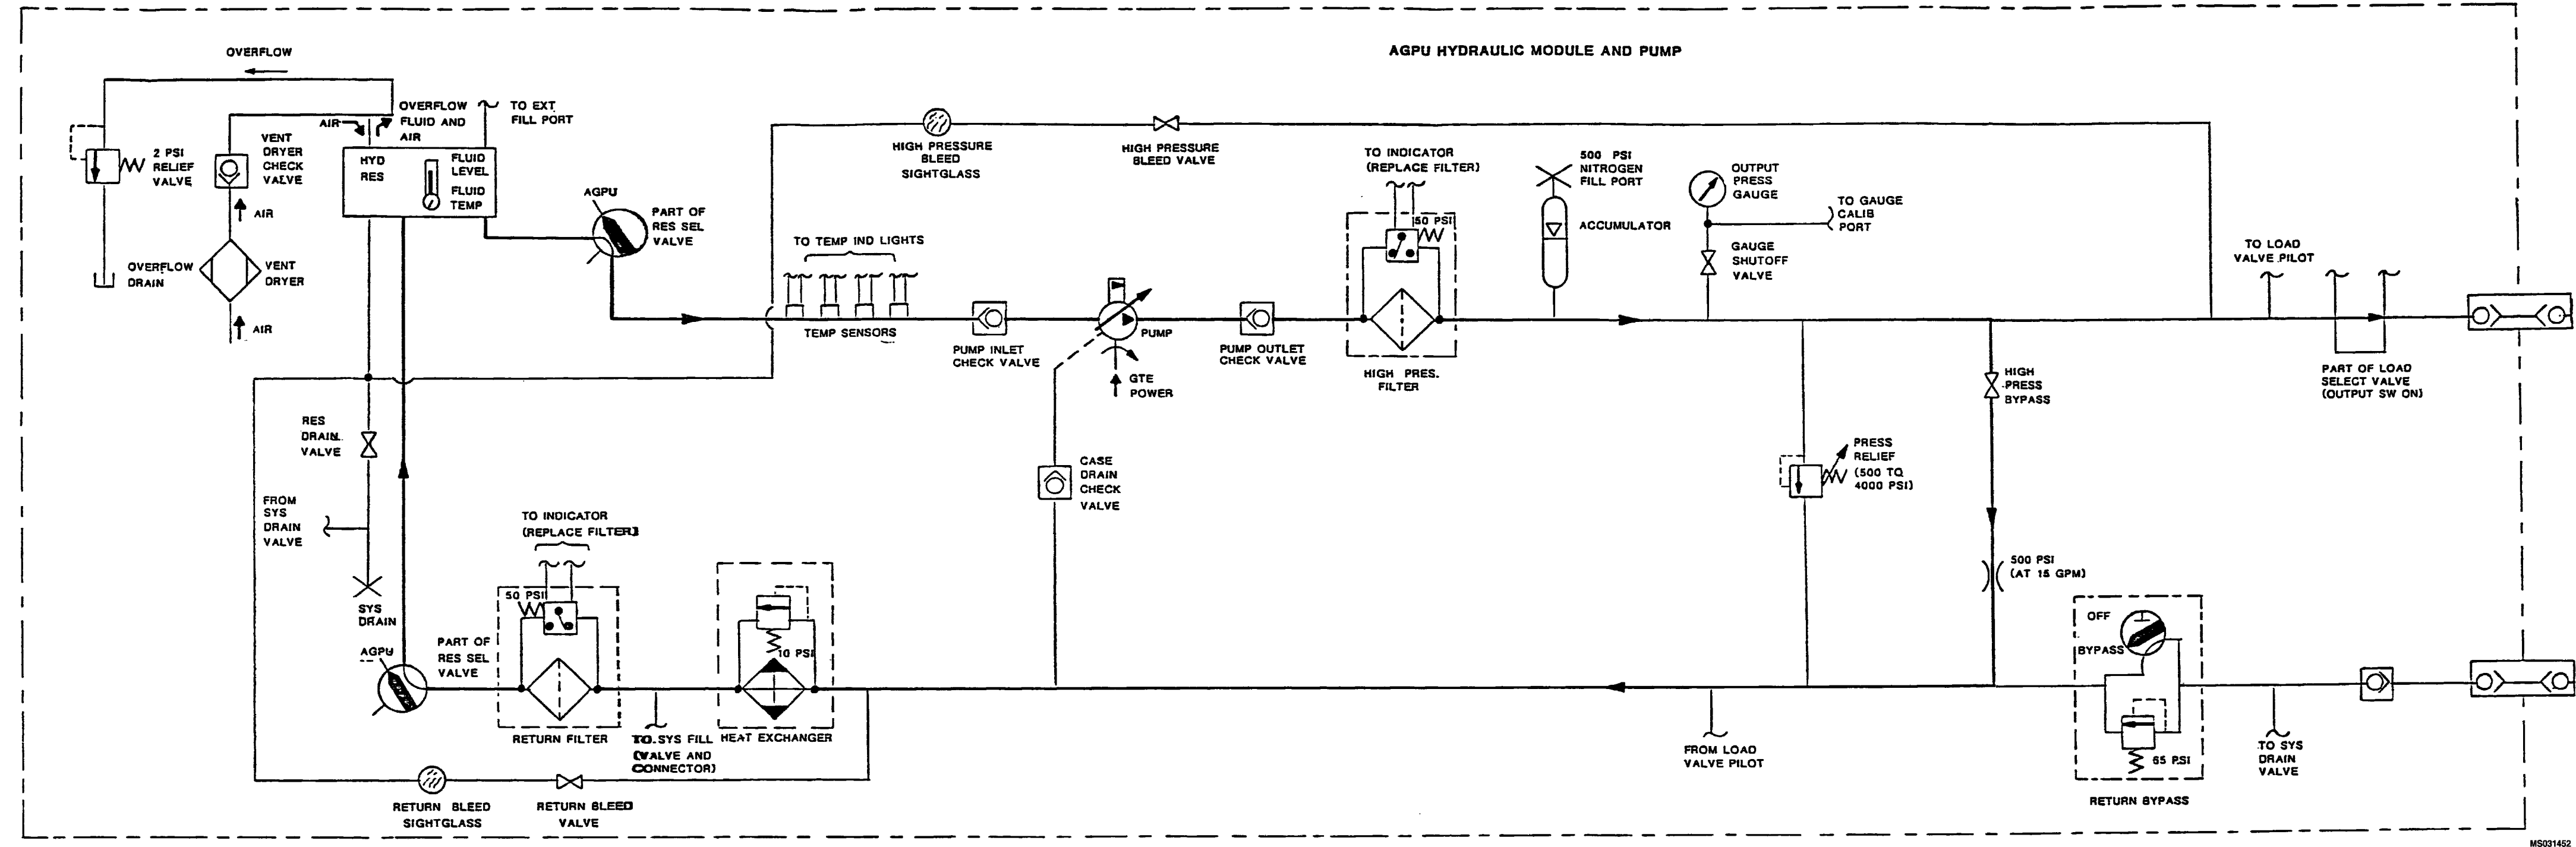 AGPU HYDRAULIC MODULE AND PUMP
OVERFLOW
AIR
OVERFLOW
FLUID AND
AIR
TO EXT
FILL PORT
2 PSI
RELIEF
VALVE
VENT
DRYER
CHECK
VALVE
HYD
RES
FLUID
LEVEL
FLUID
TEMP
AIR
OVERFLOW
DRAIN
VENT
DRYER
AIR
AGPU
PART OF
RES SEL
VALVE
TO TEMP IND LIGHTS
TEMP SENSORS
HIGH PRESSURE
BLEED
SIGHTGLASS
HIGH PRESSURE
BLEED VALVE
PUMP INLET
CHECK VALVE
PUMP
GTE
POWER
PUMP OUTLET
CHECK VALVE
TO INDICATOR
(REPLACE FILTER)
50 PSI
HIGH PRES.
FILTER
500 PSI
NITROGEN
FILL PORT
ACCUMULATOR
OUTPUT
PRESS
GAUGE
TO GAUGE
CALIB
PORT
GAUGE
SHUTOFF
VALVE
TO LOAD
VALVE PILOT
PART OF LOAD
SELECT VALVE
(OUTPUT SW ON)
HIGH
PRESS
BYPASS
PRESS
RELIEF
(500 TO
4000 PSI)
500 PSI
(AT 15 GPM)
RES
DRAIN
VALVE
FROM
SYS
DRAIN
VALVE
SYS
DRAIN
CASE
DRAIN
CHECK
VALVE
TO INDICATOR
(REPLACE FILTER)
50 PSI
AGPU
PART OF
RES SEL
VALVE
RETURN FILTER
10 PSI
TO SYS FILL
(VALVE AND
CONNECTOR)
HEAT EXCHANGER
RETURN BLEED
SIGHTGLASS
RETURN BLEED
VALVE
FROM LOAD
VALVE PILOT
OFF
BYPASS
65 PSI
RETURN BYPASS
TO SYS
DRAIN
VALVE
MS031452